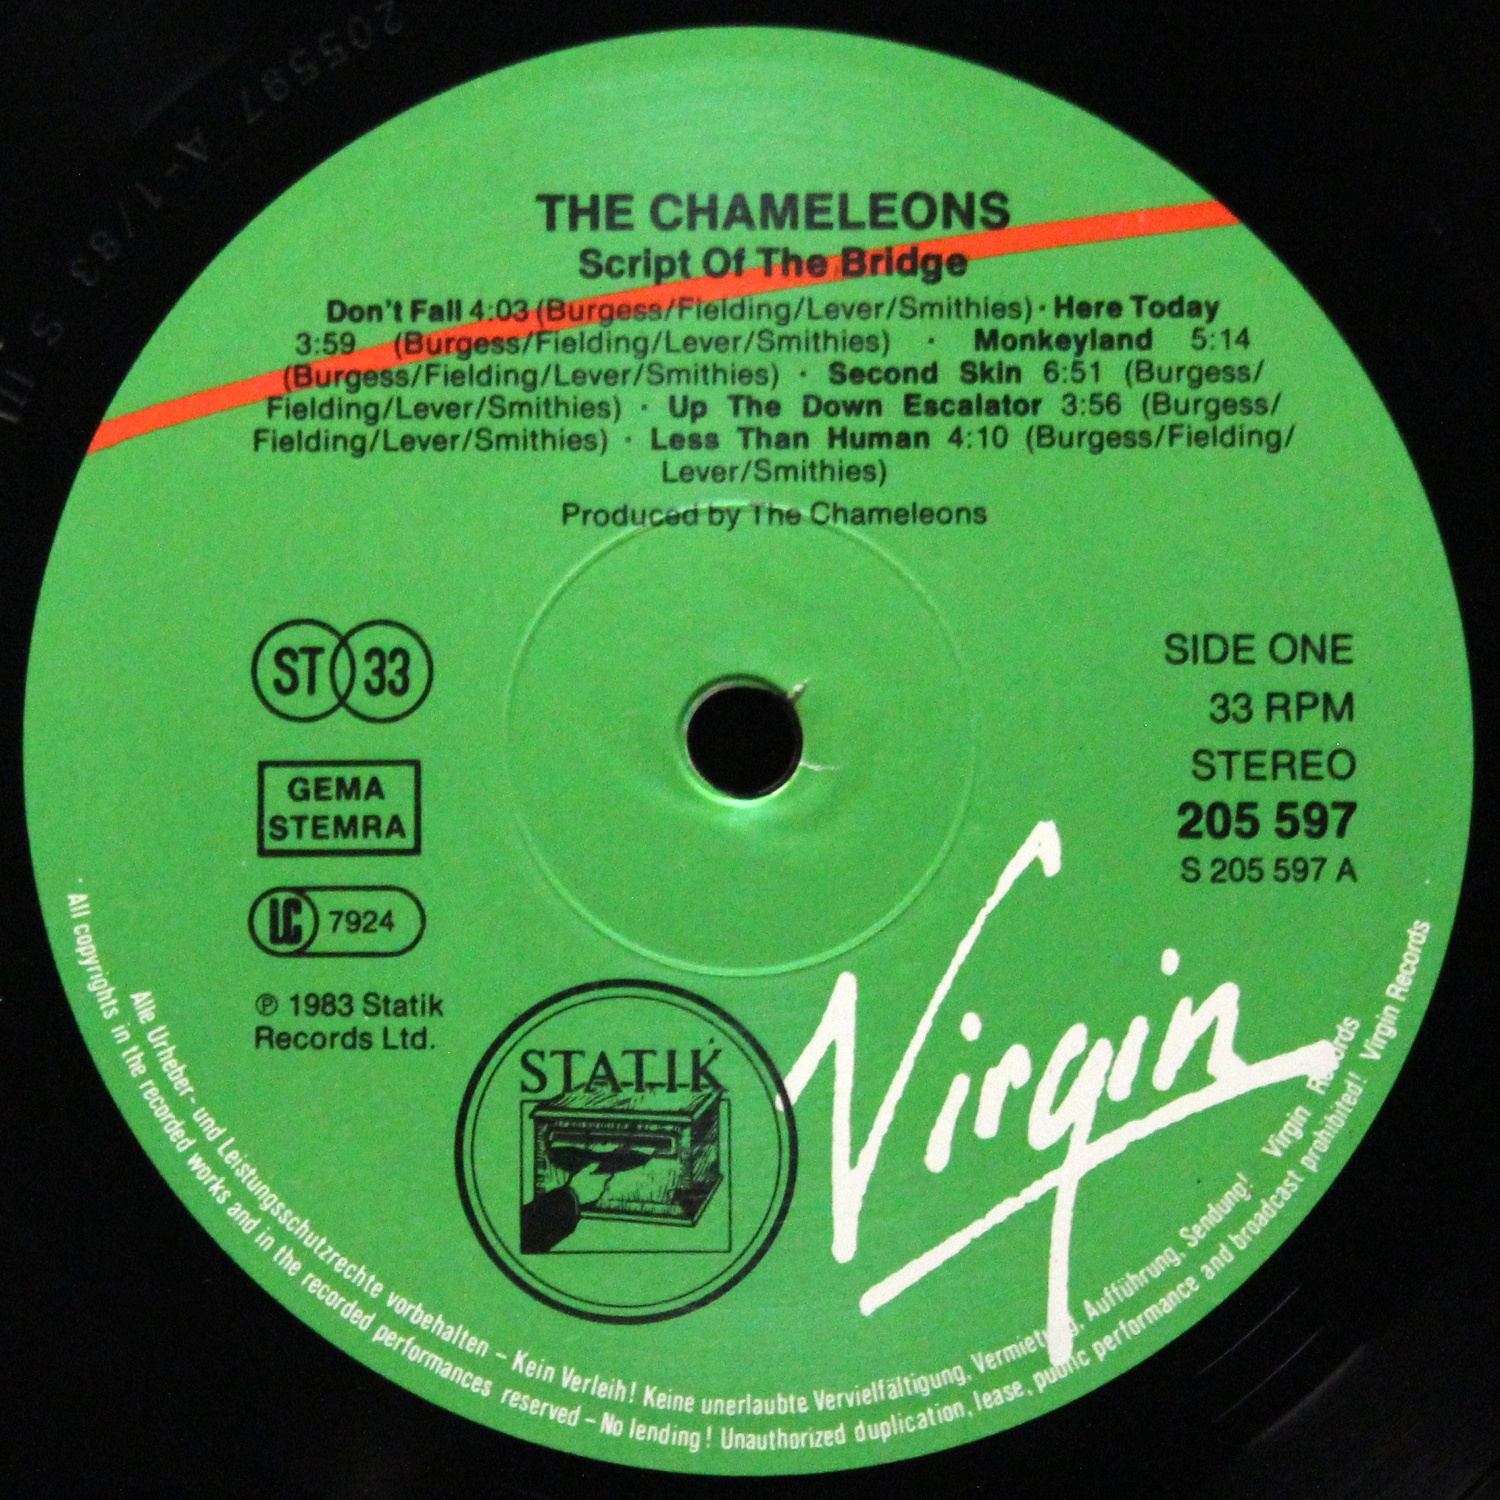 THE CHAMELEONS
Script Of The Bridge
Don't Fall 4:03 (Burgess/Fielding/Lever/Smithies) · Here Today
3:59 (Burgess/Fielding/Lever/Smithies) · Monkeyland 5:14
(Burgess/Fielding/Lever/Smithies) · Second Skin 6:51 (Burgess/
Fielding/Lever/Smithies) · Up The Down Escalator 3:56 (Burgess/
Fielding/Lever/Smithies) · Less Than Human 4:10 (Burgess/Fielding/
Lever/Smithies)
Produced by The Chameleons
ST 33
GEMA
STEMRA
LC 7924
℗ 1983 Statik
Records Ltd.
SIDE ONE
33 RPM
STEREO
205 597
S 205 597 A
STATIK
Virgin
Alle Urheber- und Leistungsschutzrechte vorbehalten – Kein Verleih! Keine unerlaubte Vervielfältigung, Vermietung, Aufführung, Sendung! Virgin Records
All copyrights in the recorded works and in the recorded performances reserved – No lending! Unauthorized duplication, lease, public performance and broadcast prohibited! Virgin Records
205597 A-1/83 S